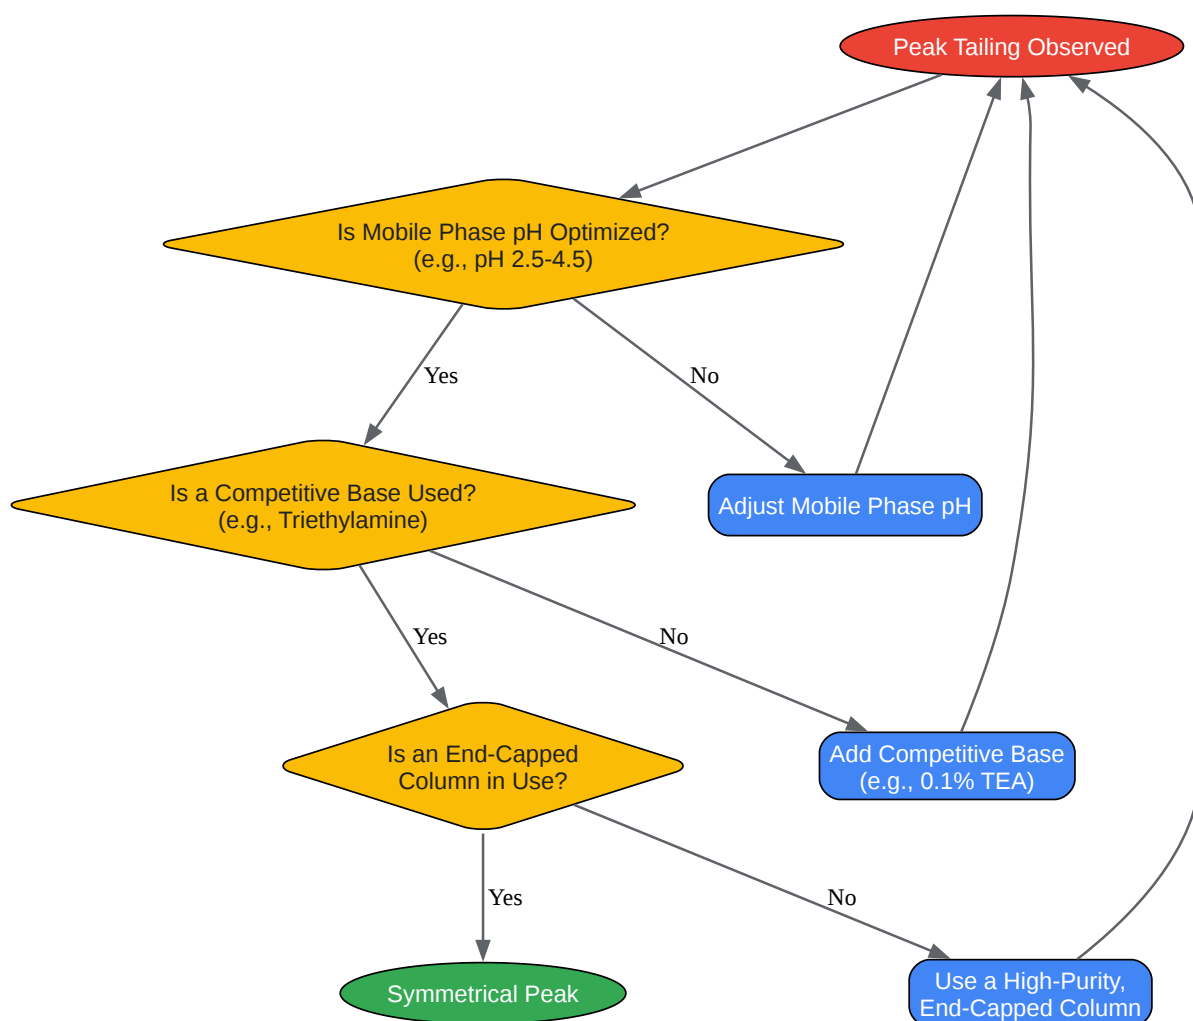 Peak Tailing Observed
Is Mobile Phase pH Optimized?
(e.g., pH 2.5-4.5)
Yes
No
Is a Competitive Base Used?
(e.g., Triethylamine)
Adjust Mobile Phase pH
Yes
No
Is an End-Capped
Column in Use?
Add Competitive Base
(e.g., 0.1% TEA)
Yes
No
Symmetrical Peak
Use a High-Purity,
End-Capped Column